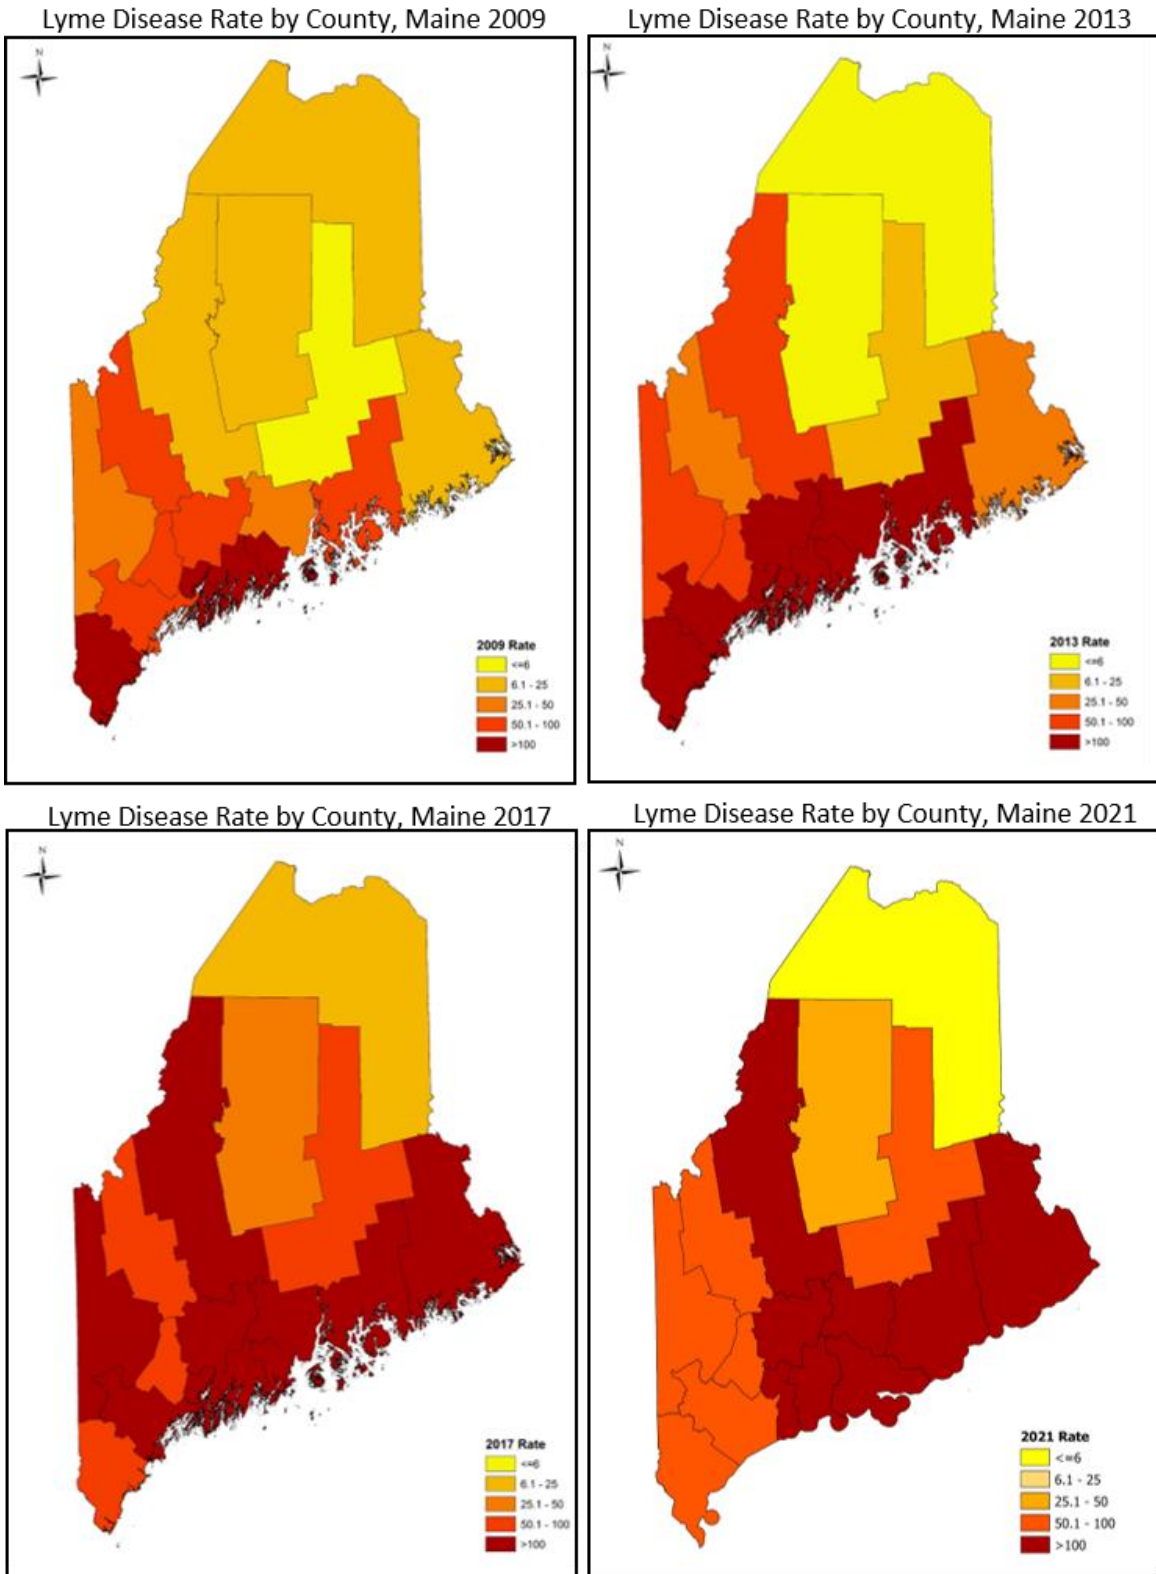 Lyme Disease Rate by County, Maine 2009
N
2009 Rate
<=6
6.1 - 25
25.1 - 50
50.1 - 100
>100
Lyme Disease Rate by County, Maine 2013
N
2013 Rate
<=6
6.1 - 25
25.1 - 50
50.1 - 100
>100
Lyme Disease Rate by County, Maine 2017
N
2017 Rate
<=6
6.1 - 25
25.1 - 50
50.1 - 100
>100
Lyme Disease Rate by County, Maine 2021
N
2021 Rate
<=6
6.1 - 25
25.1 - 50
50.1 - 100
>100